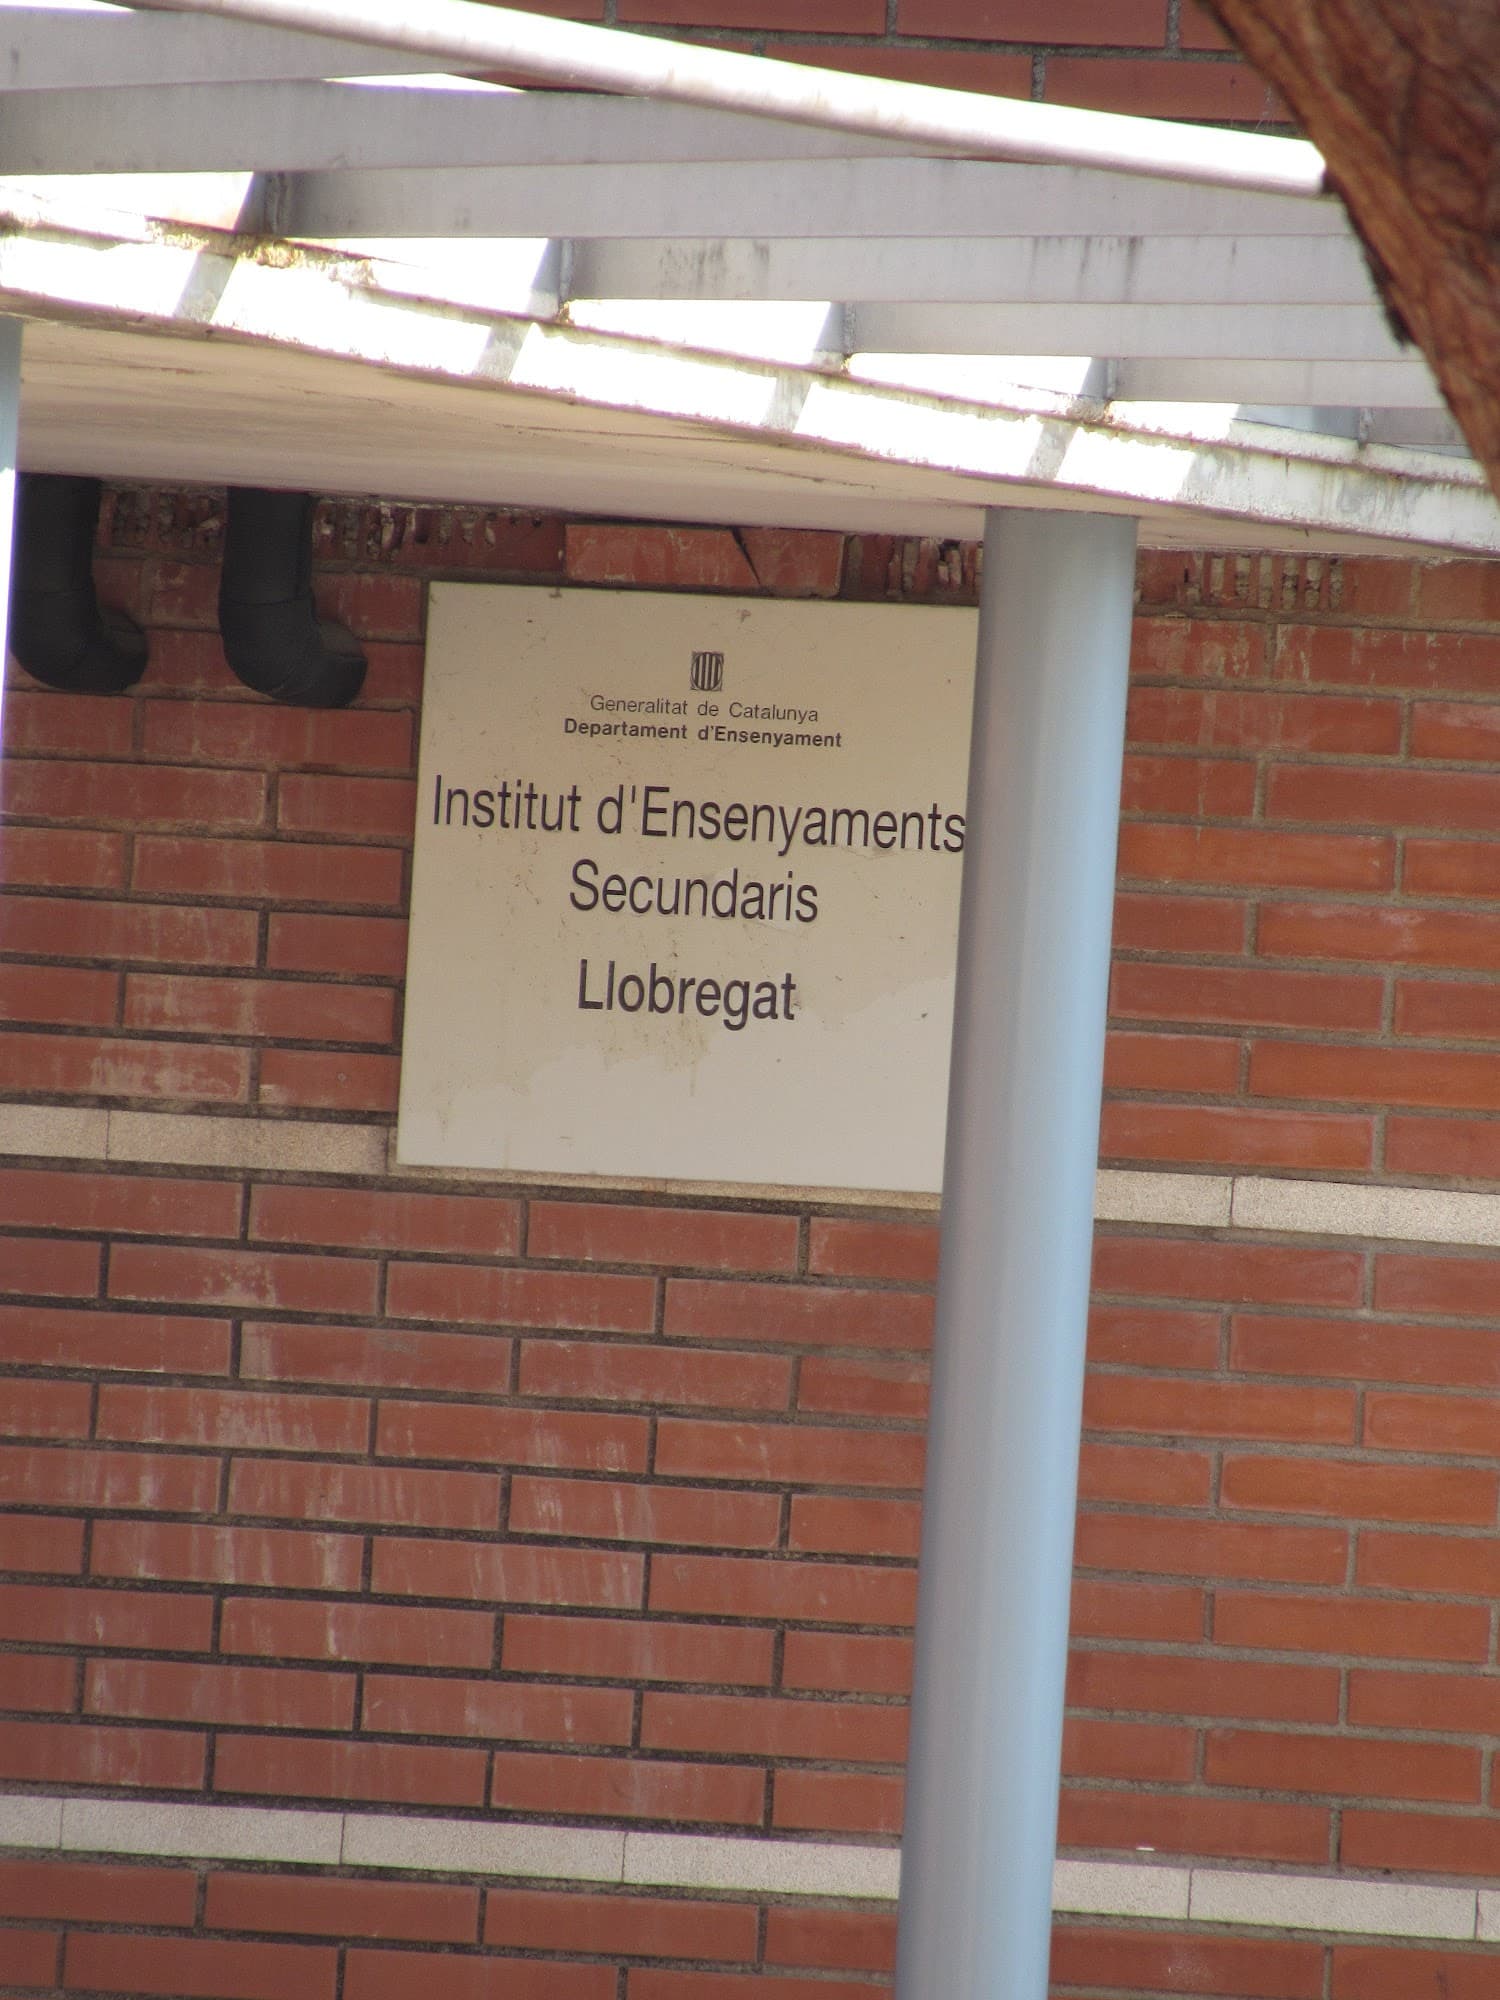 Generalitat de Catalunya
Departament d'Ensenyament
Institut d'Ensenyaments
Secundaris
Llobregat